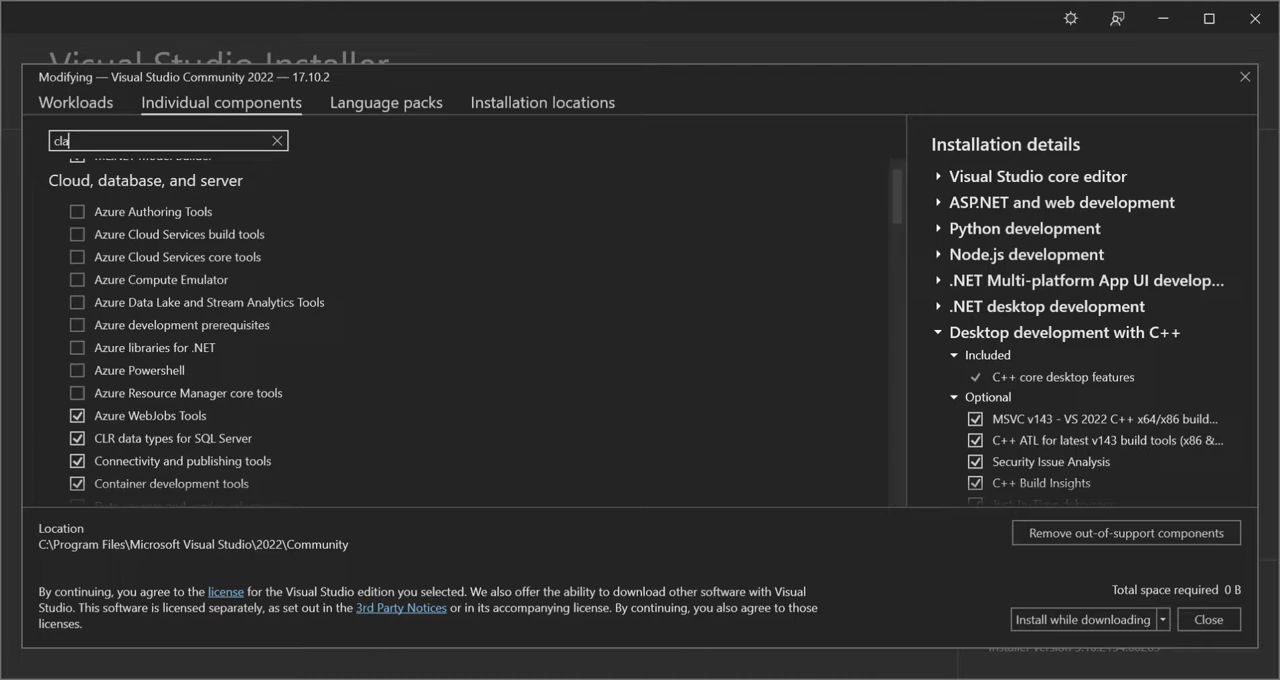 Visual Studio Installer
Modifying — Visual Studio Community 2022 — 17.10.2
Workloads
Individual components
Language packs
Installation locations
cla
Cloud, database, and server
Azure Authoring Tools
Azure Cloud Services build tools
Azure Cloud Services core tools
Azure Compute Emulator
Azure Data Lake and Stream Analytics Tools
Azure development prerequisites
Azure libraries for .NET
Azure Powershell
Azure Resource Manager core tools
Azure WebJobs Tools
CLR data types for SQL Server
Connectivity and publishing tools
Container development tools
Installation details
Visual Studio core editor
ASP.NET and web development
Python development
Node.js development
.NET Multi-platform App UI develop...
.NET desktop development
Desktop development with C++
Included
C++ core desktop features
Optional
MSVC v143 - VS 2022 C++ x64/x86 build...
C++ ATL for latest v143 build tools (x86 &...
Security Issue Analysis
C++ Build Insights
Location
C:\Program Files\Microsoft Visual Studio\2022\Community
Remove out-of-support components
By continuing, you agree to the license for the Visual Studio edition you selected. We also offer the ability to download other software with Visual
Studio. This software is licensed separately, as set out in the 3rd Party Notices or in its accompanying license. By continuing, you also agree to those
licenses.
Total space required 0 B
Install while downloading
Close